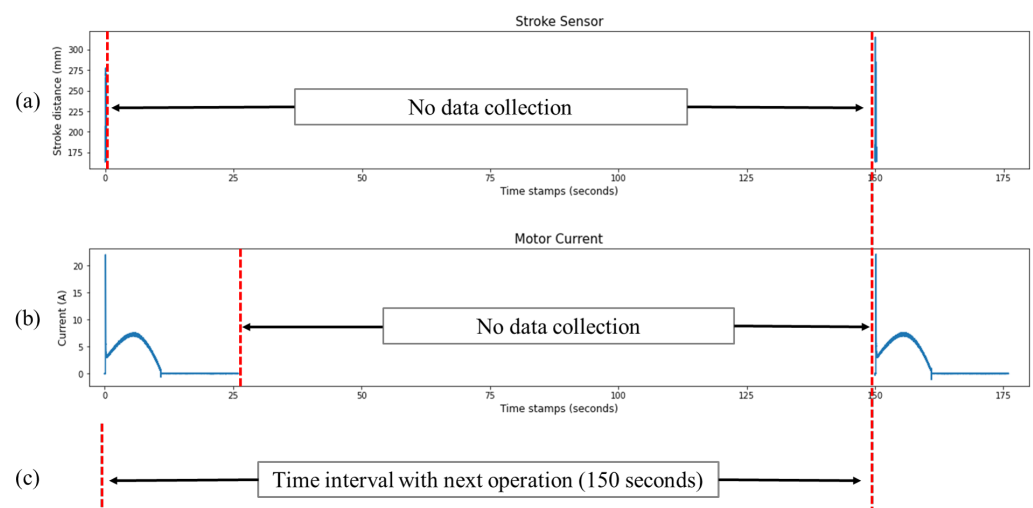 Stroke Sensor
(a)
Stroke distance (mm)
300
275
250
225
200
175
No data collection
0
25
50
75
100
125
150
175
Time stamps (seconds)
Motor Current
(b)
Current (A)
20
15
10
5
0
No data collection
0
25
50
75
100
125
150
175
Time stamps (seconds)
(c)
Time interval with next operation (150 seconds)